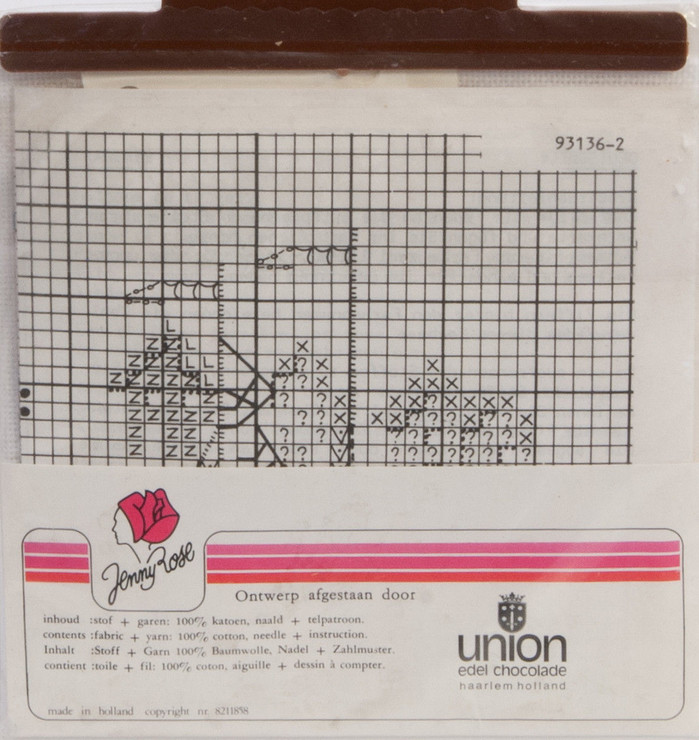 93136-2
Jenny Rose
Ontwerp afgestaan door
inhoud :stof + garen: 100% katoen, naald + telpatroon.
contents :fabric + yarn: 100% cotton, needle + instruction.
Inhalt :Stoff + Garn 100% Baumwolle, Nadel + Zahlmuster.
contient :toile + fil: 100% coton, aiguille + dessin à compter.
union
edel chocolade
haarlem holland
made in holland copyright nr. 8211858